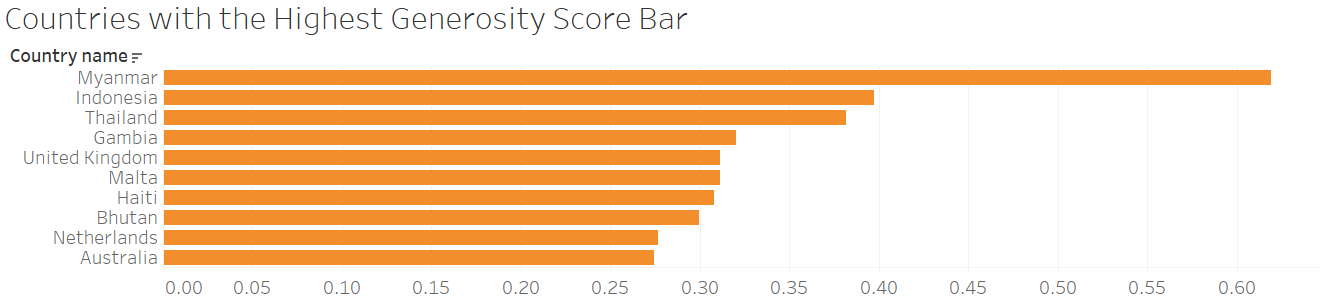 Countries with the Highest Generosity Score Bar
Country name
Myanmar
Indonesia
Thailand
Gambia
United Kingdom
Malta
Haiti
Bhutan
Netherlands
Australia
0.00 0.05 0.10 0.15 0.20 0.25 0.30 0.35 0.40 0.45 0.50 0.55 0.60